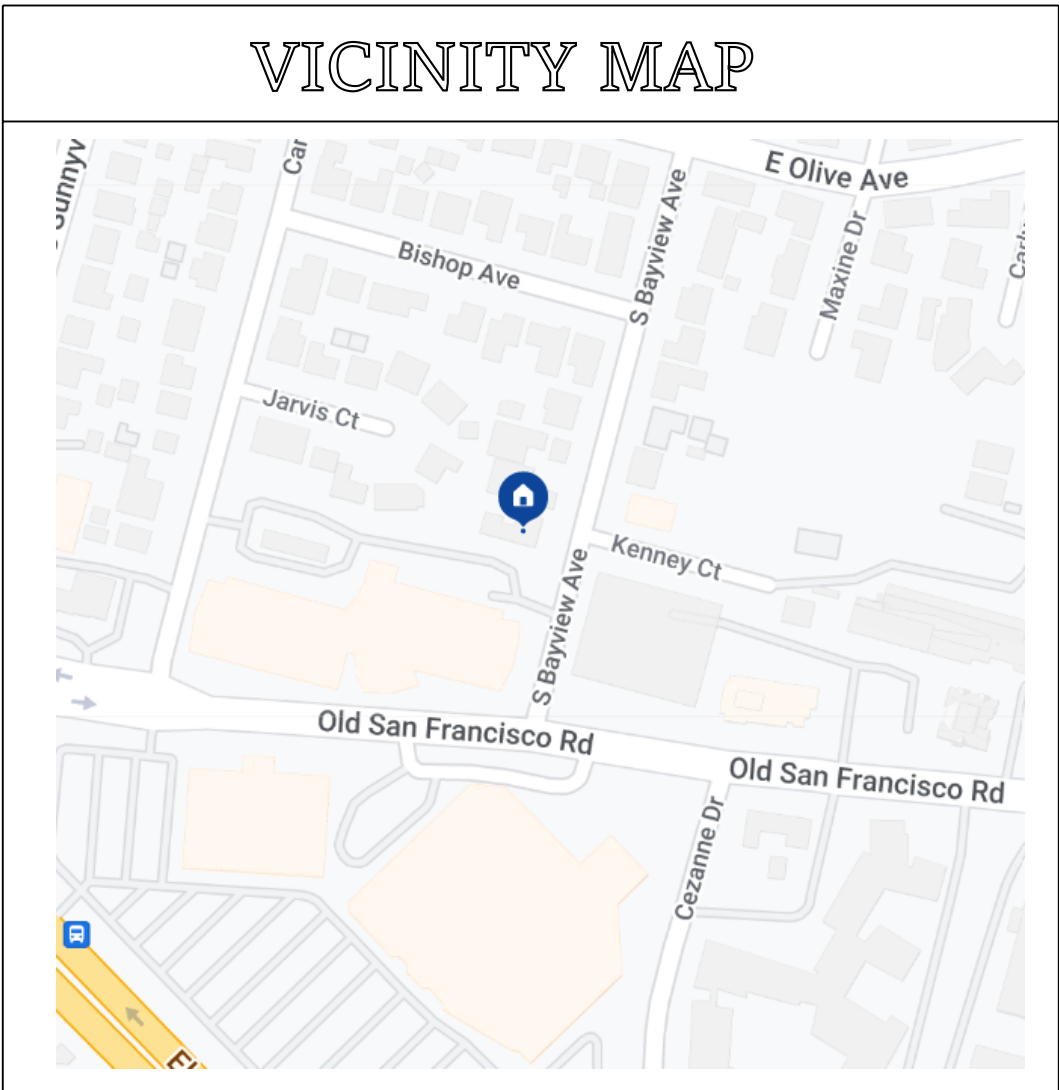 VICINITY MAP
E Olive Ave
Car
Bishop Ave
S Bayview Ave
Maxine Dr
Jarvis Ct
Kenney Ct
S Bayview Ave
Old San Francisco Rd
Old San Francisco Rd
Cezanne Dr